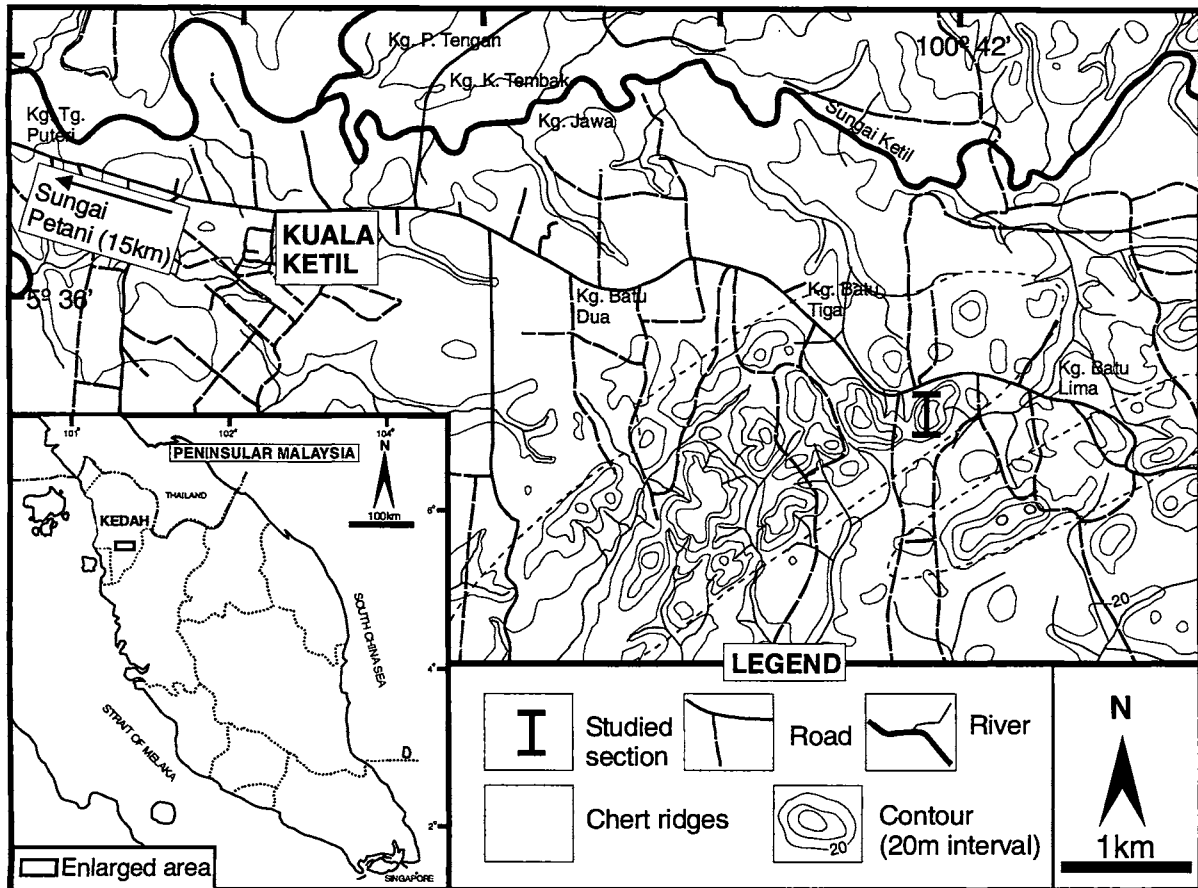 Kg. P. Tengah
100° 42'
Kg. K. Tembak
Kg. Tg.
Puteri
Kg. Jawa
Sungai Ketil
Sungai
Petani (15km)
KUALA
KETIL
5° 36'
Kg. Batu
Dua
Kg. Batu
Tiga
Kg. Batu
Lima
20
101°
102°
104°
PENINSULAR MALAYSIA
N
100km
THAILAND
KEDAH
6°
SOUTH CHINA SEA
4°
STRAIT OF MELAKA
D
2°
SINGAPORE
Enlarged area
LEGEND
Studied
section
Road
River
Chert ridges
20
Contour
(20m interval)
N
1km